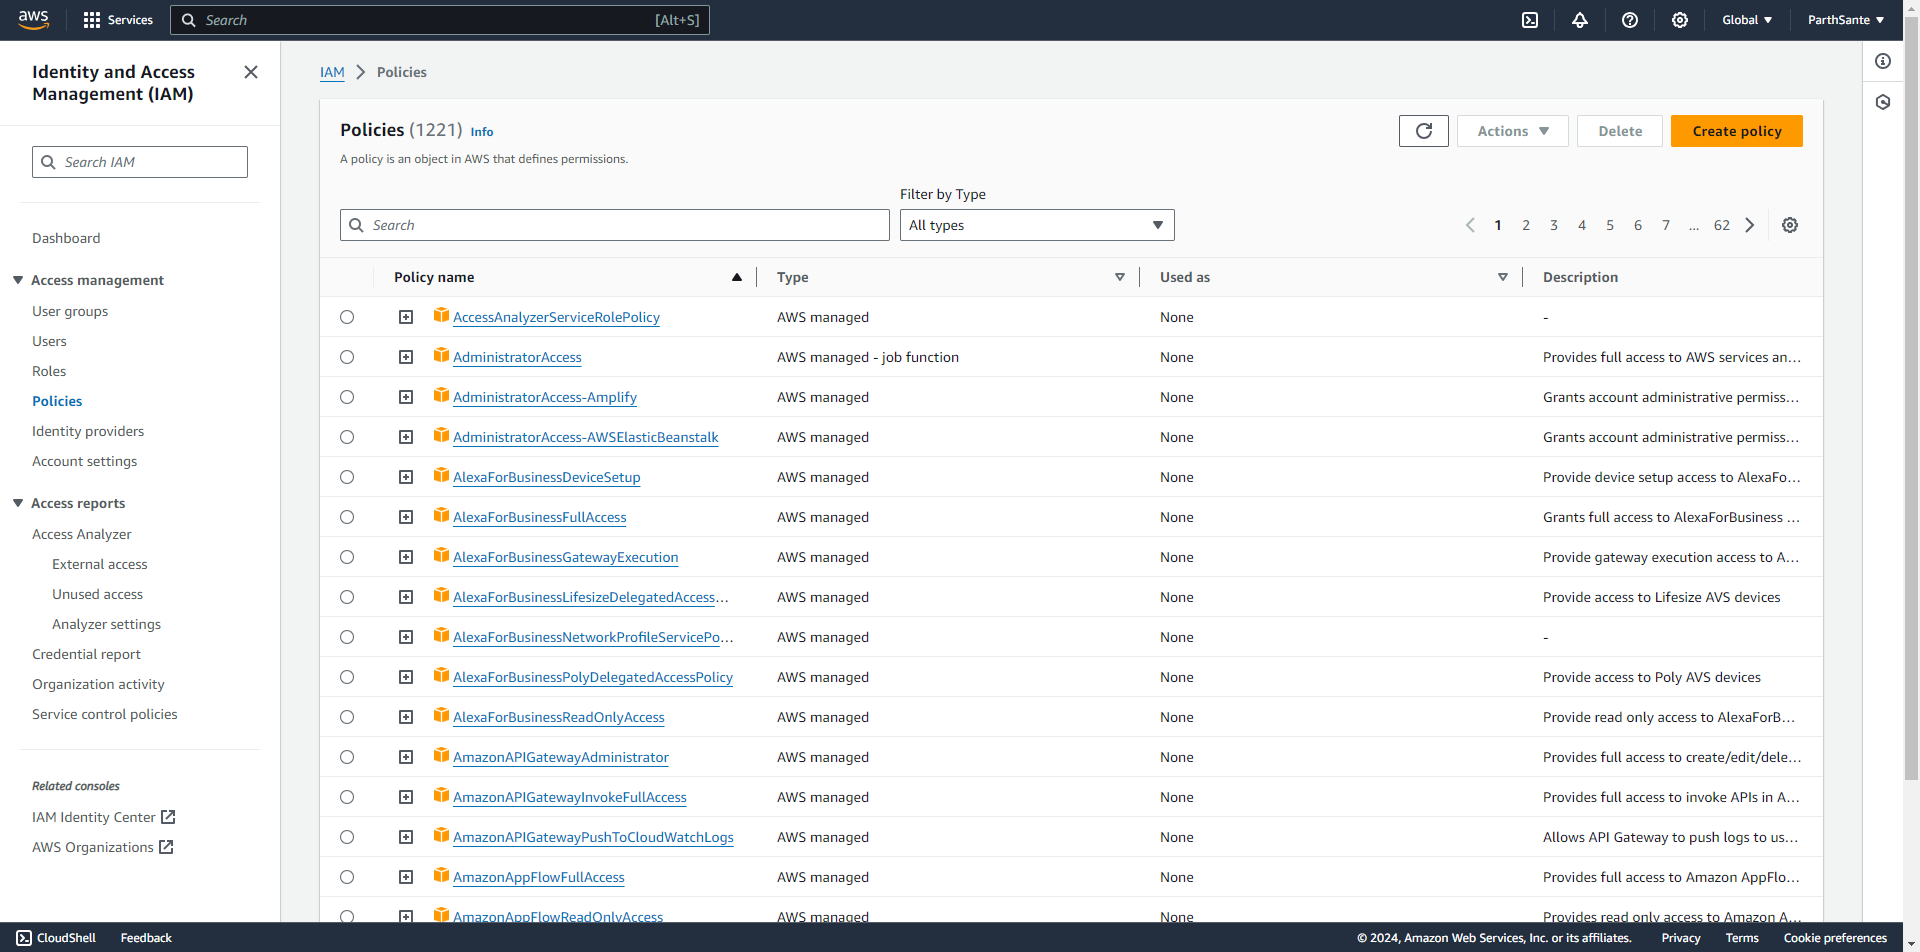 aws
Services
Search [Alt+S]
Global
ParthSante
Identity and Access
Management (IAM)
Search IAM
Dashboard
Access management
User groups
Users
Roles
Policies
Identity providers
Account settings
Access reports
Access Analyzer
External access
Unused access
Analyzer settings
Credential report
Organization activity
Service control policies
Related consoles
IAM Identity Center
AWS Organizations
IAM > Policies
Policies (1221) Info
A policy is an object in AWS that defines permissions.
Actions
Delete
Create policy
Filter by Type
Search
All types
1 2 3 4 5 6 7 ... 62
Policy name Type Used as Description
AccessAnalyzerServiceRolePolicy AWS managed None -
AdministratorAccess AWS managed - job function None Provides full access to AWS services an...
AdministratorAccess-Amplify AWS managed None Grants account administrative permiss...
AdministratorAccess-AWSElasticBeanstalk AWS managed None Grants account administrative permiss...
AlexaForBusinessDeviceSetup AWS managed None Provide device setup access to AlexaFo...
AlexaForBusinessFullAccess AWS managed None Grants full access to AlexaForBusiness ...
AlexaForBusinessGatewayExecution AWS managed None Provide gateway execution access to A...
AlexaForBusinessLifesizeDelegatedAccess... AWS managed None Provide access to Lifesize AVS devices
AlexaForBusinessNetworkProfileServicePo... AWS managed None -
AlexaForBusinessPolyDelegatedAccessPolicy AWS managed None Provide access to Poly AVS devices
AlexaForBusinessReadOnlyAccess AWS managed None Provide read only access to AlexaForB...
AmazonAPIGatewayAdministrator AWS managed None Provides full access to create/edit/dele...
AmazonAPIGatewayInvokeFullAccess AWS managed None Provides full access to invoke APIs in A...
AmazonAPIGatewayPushToCloudWatchLogs AWS managed None Allows API Gateway to push logs to us...
AmazonAppFlowFullAccess AWS managed None Provides full access to Amazon AppFlo...
AmazonAppFlowReadOnlyAccess AWS managed None Provides read only access to Amazon A...
CloudShell
Feedback
© 2024, Amazon Web Services, Inc. or its affiliates.
Privacy
Terms
Cookie preferences